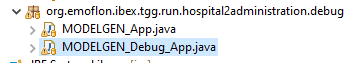 org.emoflon.ibex.tgg.run.hospital2administration.debug
MODELGEN_App.java
MODELGEN_Debug_App.java